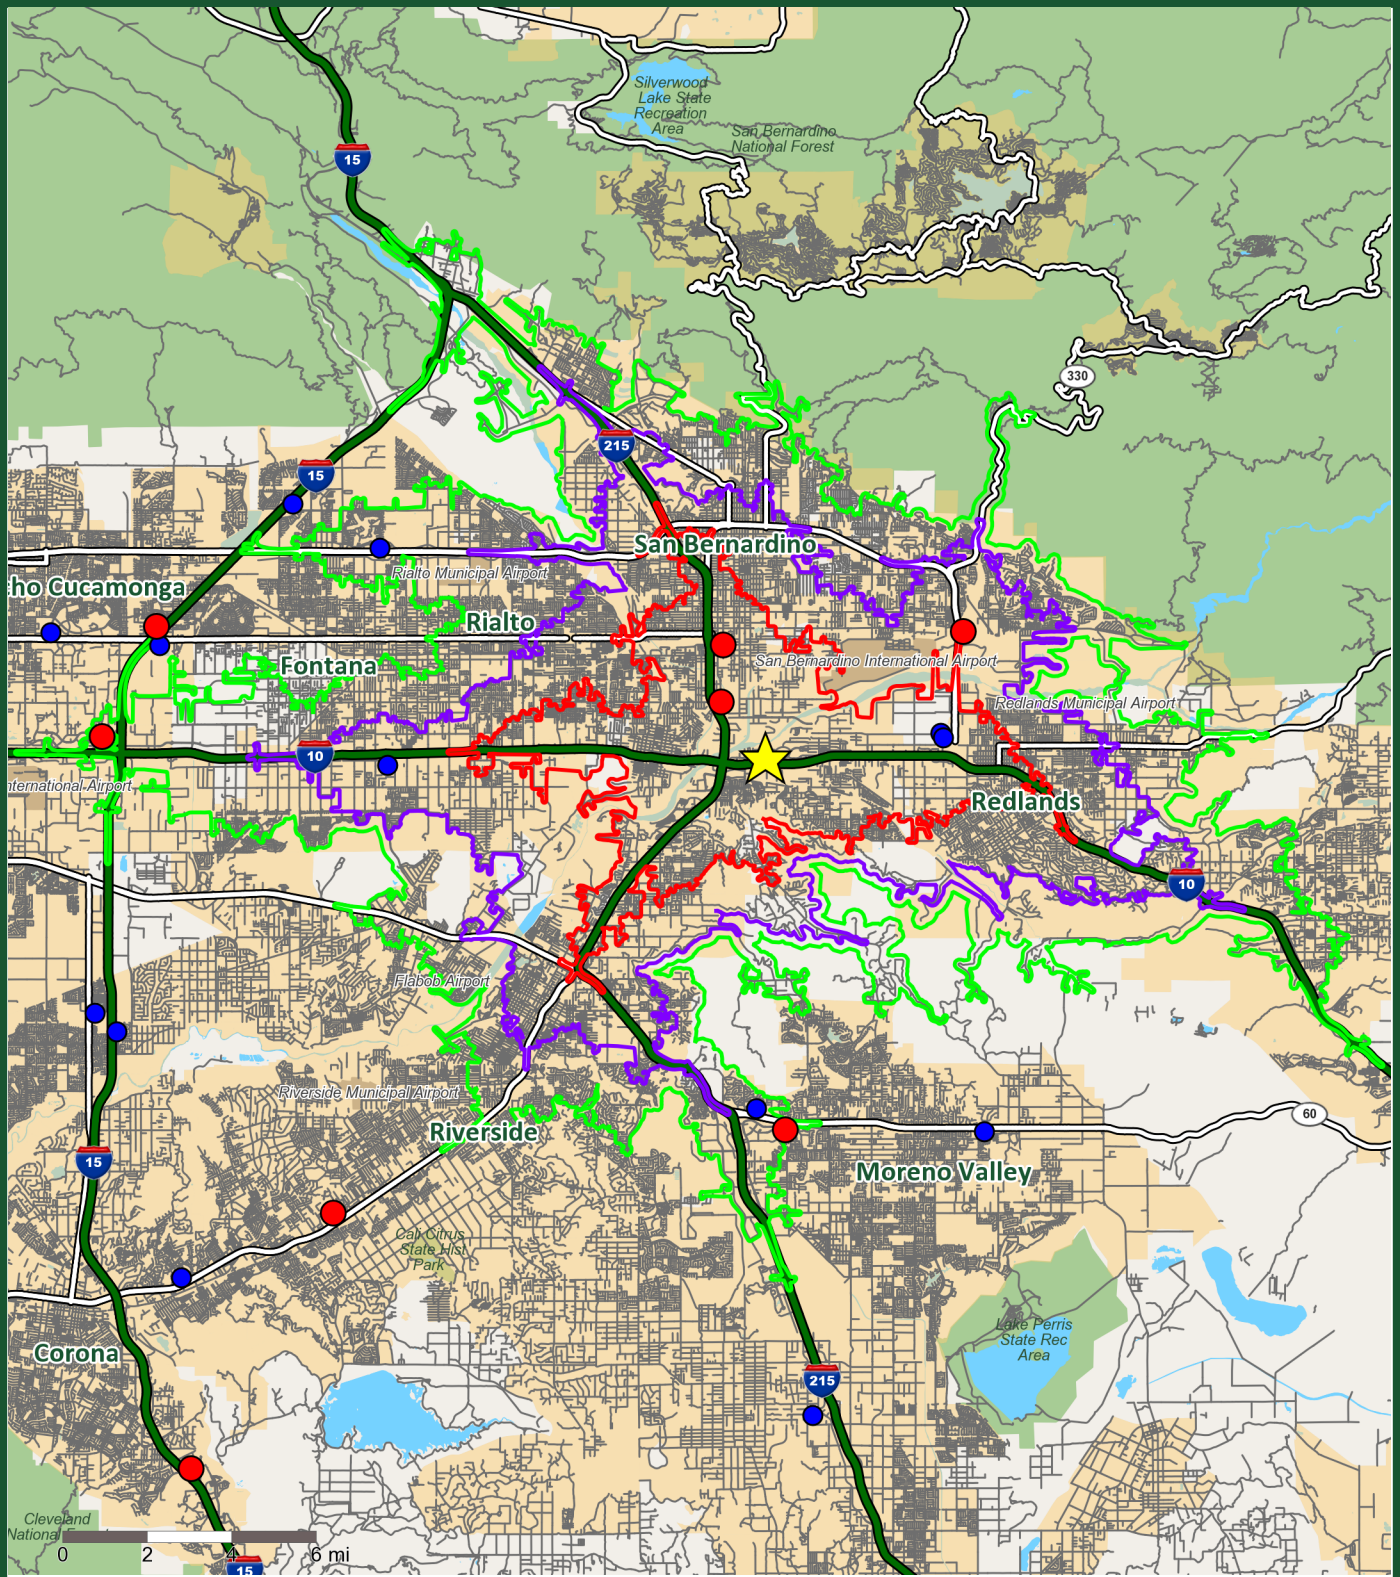 Silverwood
Lake State
Recreation
Area
San Bernardino
National Forest
15
330
215
15
San Bernardino
Rialto Municipal Airport
cho Cucamonga
Rialto
Fontana
San Bernardino International Airport
Redlands Municipal Airport
10
nternational Airport
Redlands
10
Flabob Airport
Riverside Municipal Airport
60
Riverside
15
Moreno Valley
Cali Citrus
State Hist
Park
Lake Perris
State Rec
Area
Corona
215
Cleveland
National
0 2 4 6 mi
15